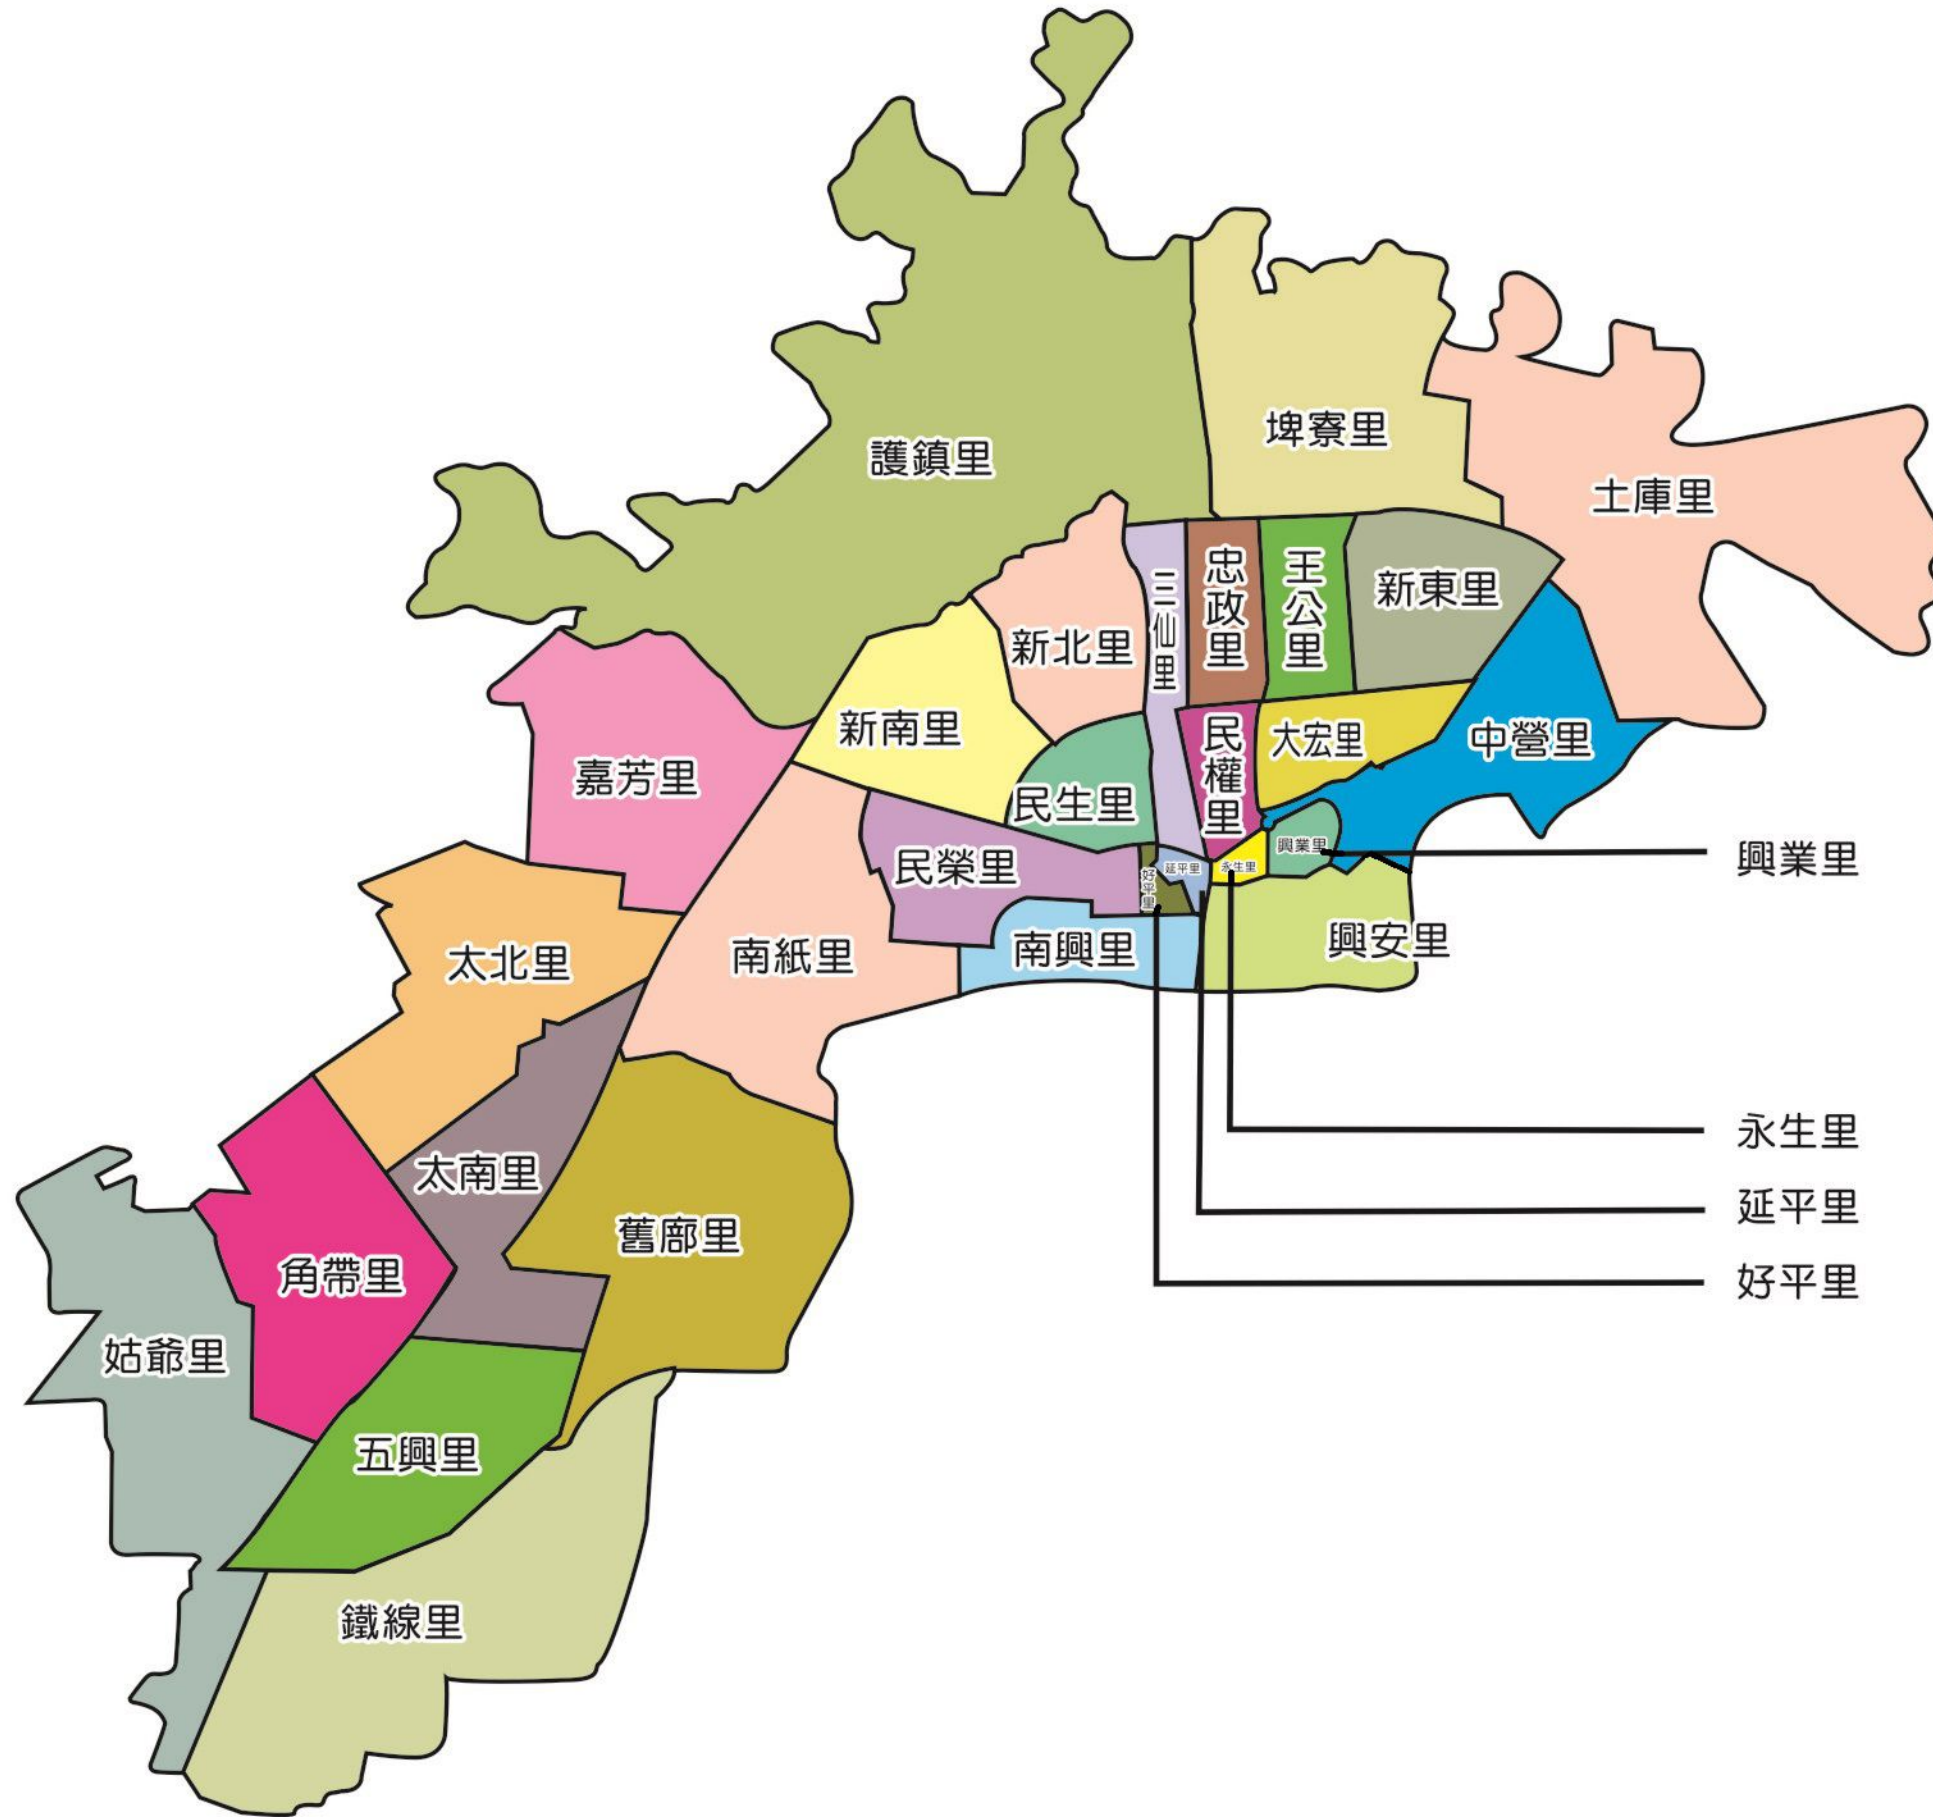 護鎮里
埤寮里
土庫里
新北里
三仙里
忠政里
王公里
新東里
新南里
民生里
民權里
大宏里
中營里
嘉芳里
民榮里
好平里
延平里
永生里
興業里
興業里
太北里
南紙里
南興里
興安里
太南里
舊廍里
永生里
延平里
好平里
角帶里
姑爺里
五興里
鐵線里